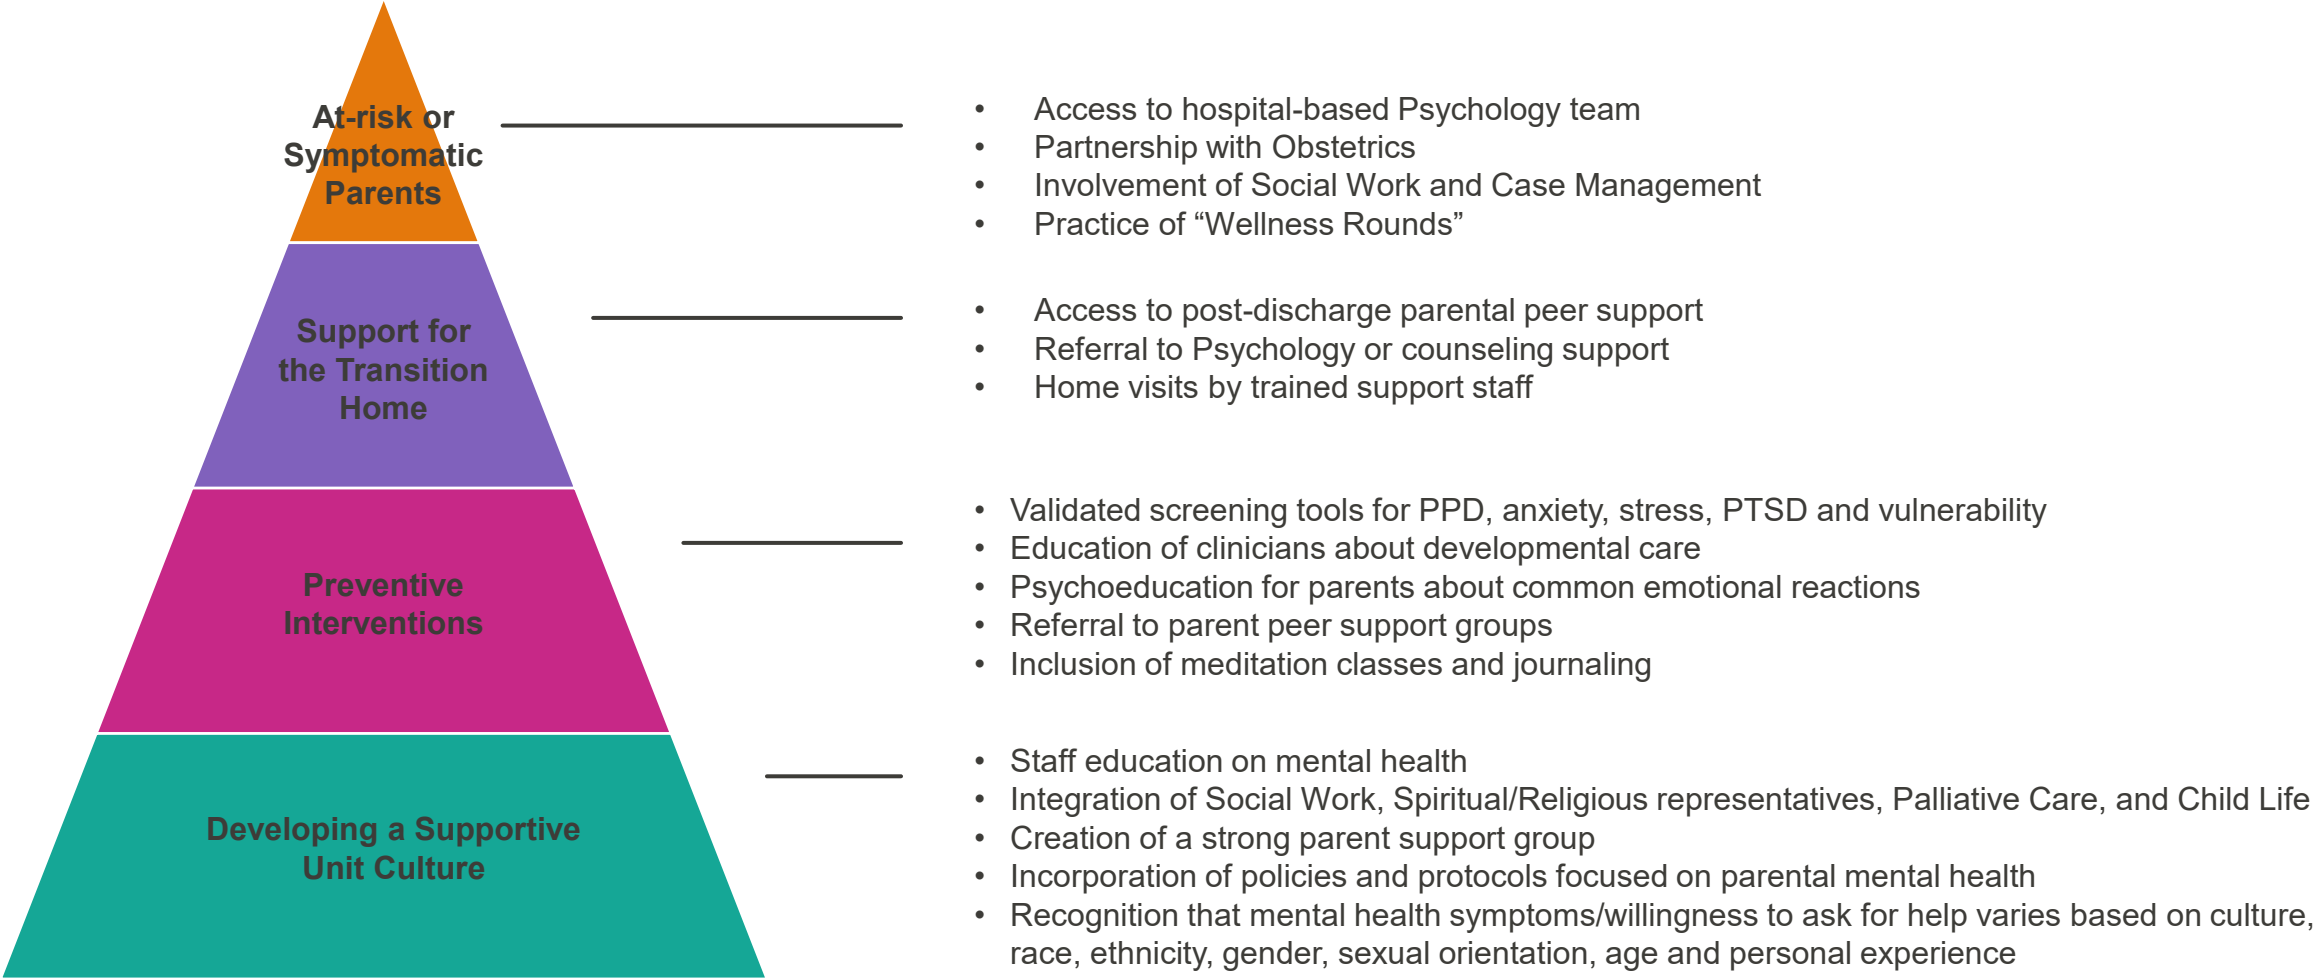 At-risk or
Symptomatic
Parents
• Access to hospital-based Psychology team
• Partnership with Obstetrics
• Involvement of Social Work and Case Management
• Practice of “Wellness Rounds”
Support for
the Transition
Home
• Access to post-discharge parental peer support
• Referral to Psychology or counseling support
• Home visits by trained support staff
Preventive
Interventions
• Validated screening tools for PPD, anxiety, stress, PTSD and vulnerability
• Education of clinicians about developmental care
• Psychoeducation for parents about common emotional reactions
• Referral to parent peer support groups
• Inclusion of meditation classes and journaling
Developing a Supportive
Unit Culture
• Staff education on mental health
• Integration of Social Work, Spiritual/Religious representatives, Palliative Care, and Child Life
• Creation of a strong parent support group
• Incorporation of policies and protocols focused on parental mental health
• Recognition that mental health symptoms/willingness to ask for help varies based on culture,
race, ethnicity, gender, sexual orientation, age and personal experience